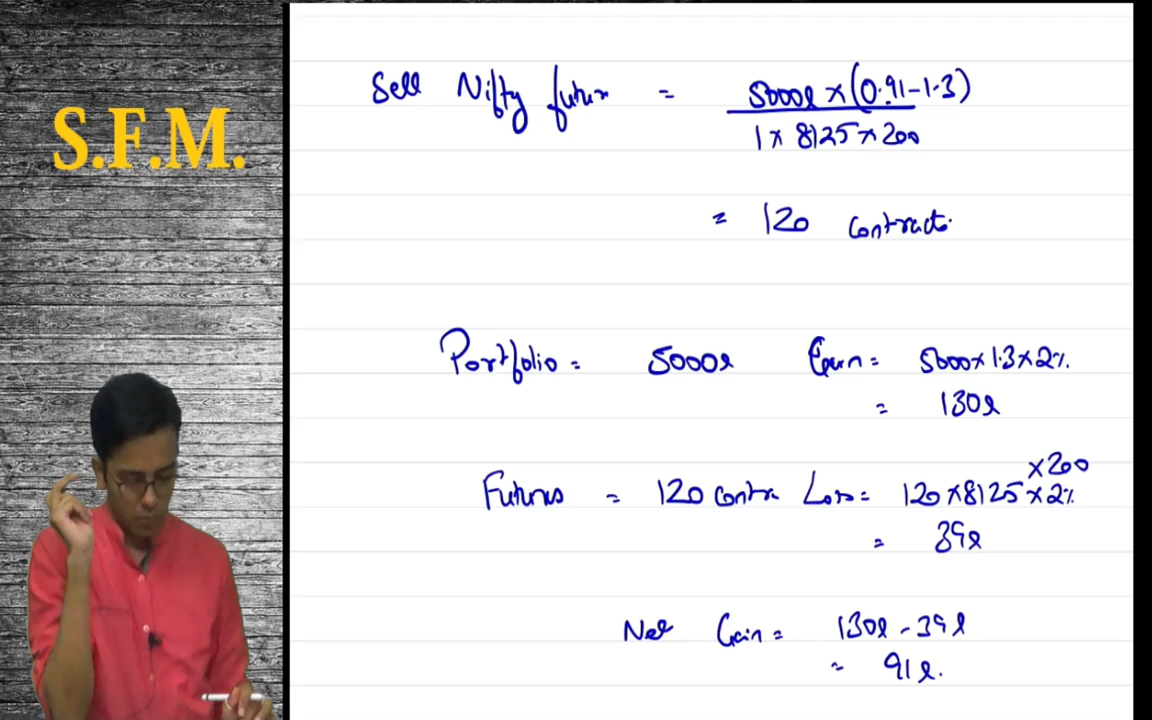 S.F.M.
Sell Nifty future = 5000l × (0.91-1.3)
1 × 8125 × 200
= 120 contracts.
Portfolio = 5000l Gain = 5000×1.3×2%
= 130l
×200
Futures = 120 contra Loss = 120×8125×2%
= 39l
Net Gain = 130l - 39l
= 91l.